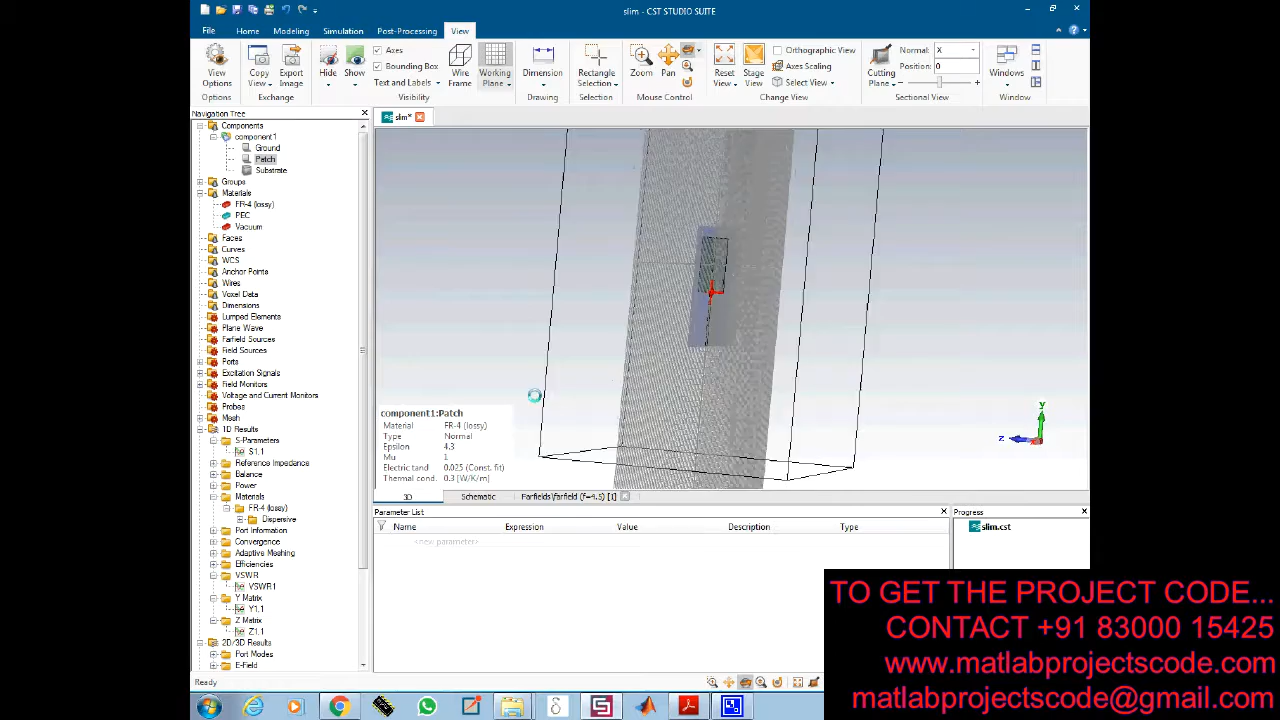 slim - CST STUDIO SUITE
File Home Modeling Simulation Post-Processing View
View Options
Options
Copy View
Export Image
Exchange
Hide
Show
Axes
Bounding Box
Text and Labels
Visibility
Wire Frame
Working Plane
Dimension
Drawing
Rectangle Selection
Selection
Zoom
Pan
Mouse Control
Reset View
Stage View
Orthographic View
Axes Scaling
Select View
Change View
Cutting Plane
Normal: X
Position: 0
Sectional View
Windows
Window
Navigation Tree
slim*
Components
component1
Ground
Patch
Substrate
Groups
Materials
FR-4 (lossy)
PEC
Vacuum
Faces
Curves
WCS
Anchor Points
Wires
Voxel Data
Dimensions
Lumped Elements
Plane Wave
Farfield Sources
Field Sources
Ports
Excitation Signals
Field Monitors
Voltage and Current Monitors
Probes
Mesh
1D Results
S-Parameters
S1,1
Reference Impedance
Balance
Power
Materials
FR-4 (lossy)
Dispersive
Port Information
Convergence
Adaptive Meshing
Efficiencies
VSWR
VSWR1
Y Matrix
Y1,1
Z Matrix
Z1,1
2D/3D Results
Port Modes
E-Field
component1:Patch
Material FR-4 (lossy)
Type Normal
Epsilon 4.3
Mu 1
Electric tand 0.025 (Const. fit)
Thermal cond. 0.3 [W/K/m]
y
z
3D Schematic Farfields\farfield (f=4.5) [1]
Parameter List
Name Expression Value Description Type
<new parameter>
Progress
slim.cst
Ready
TO GET THE PROJECT CODE...
CONTACT +91 83000 15425
www.matlabprojectscode.com
matlabprojectscode@gmail.com